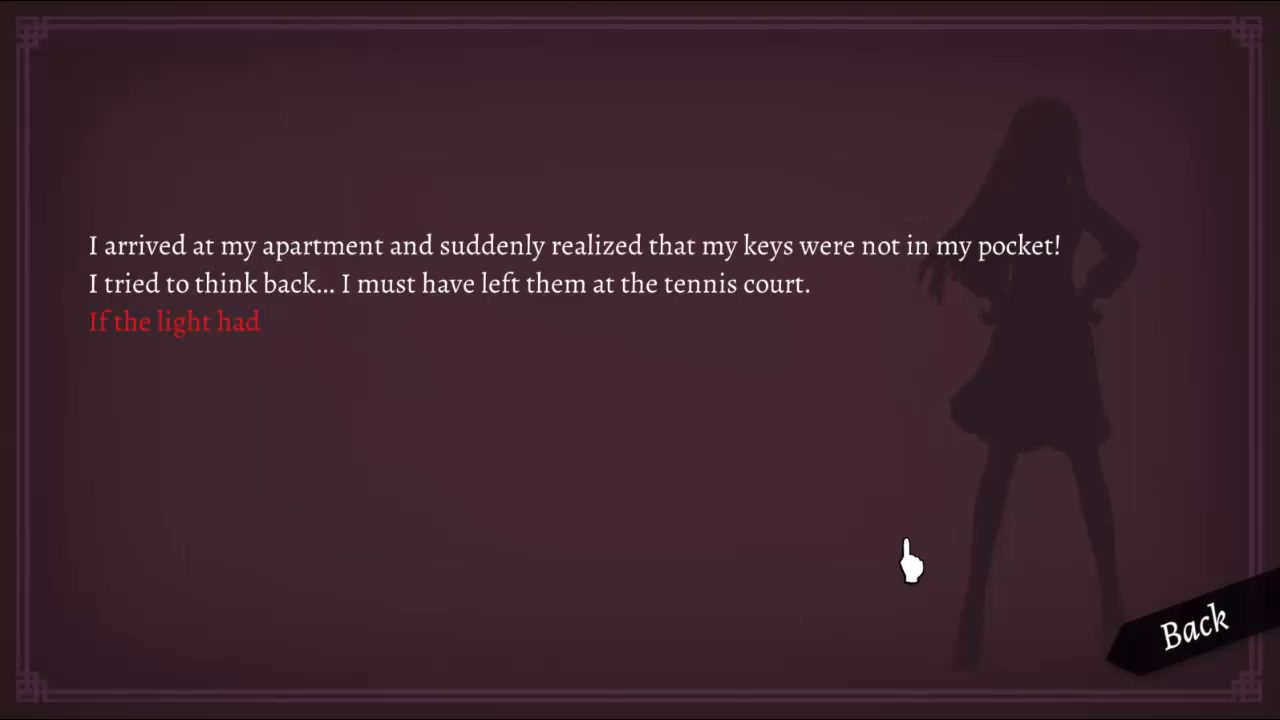 I arrived at my apartment and suddenly realized that my keys were not in my pocket!
I tried to think back... I must have left them at the tennis court.
If the light had
Back